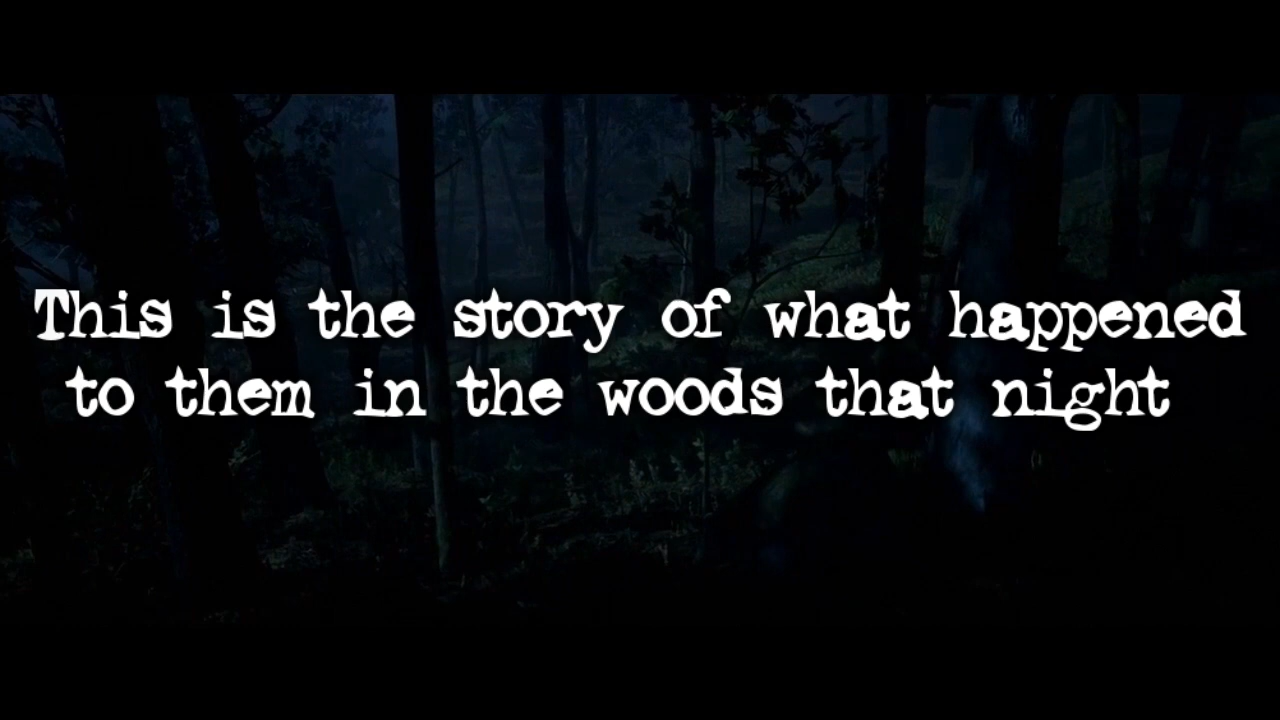 This is the story of what happened
to them in the woods that night